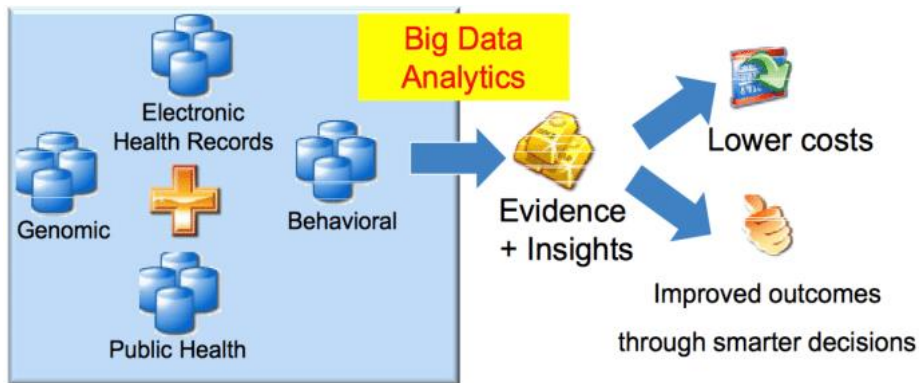 Big Data
Analytics
Electronic
Health Records
Genomic
Behavioral
Public Health
Evidence
+ Insights
Lower costs
Improved outcomes
through smarter decisions